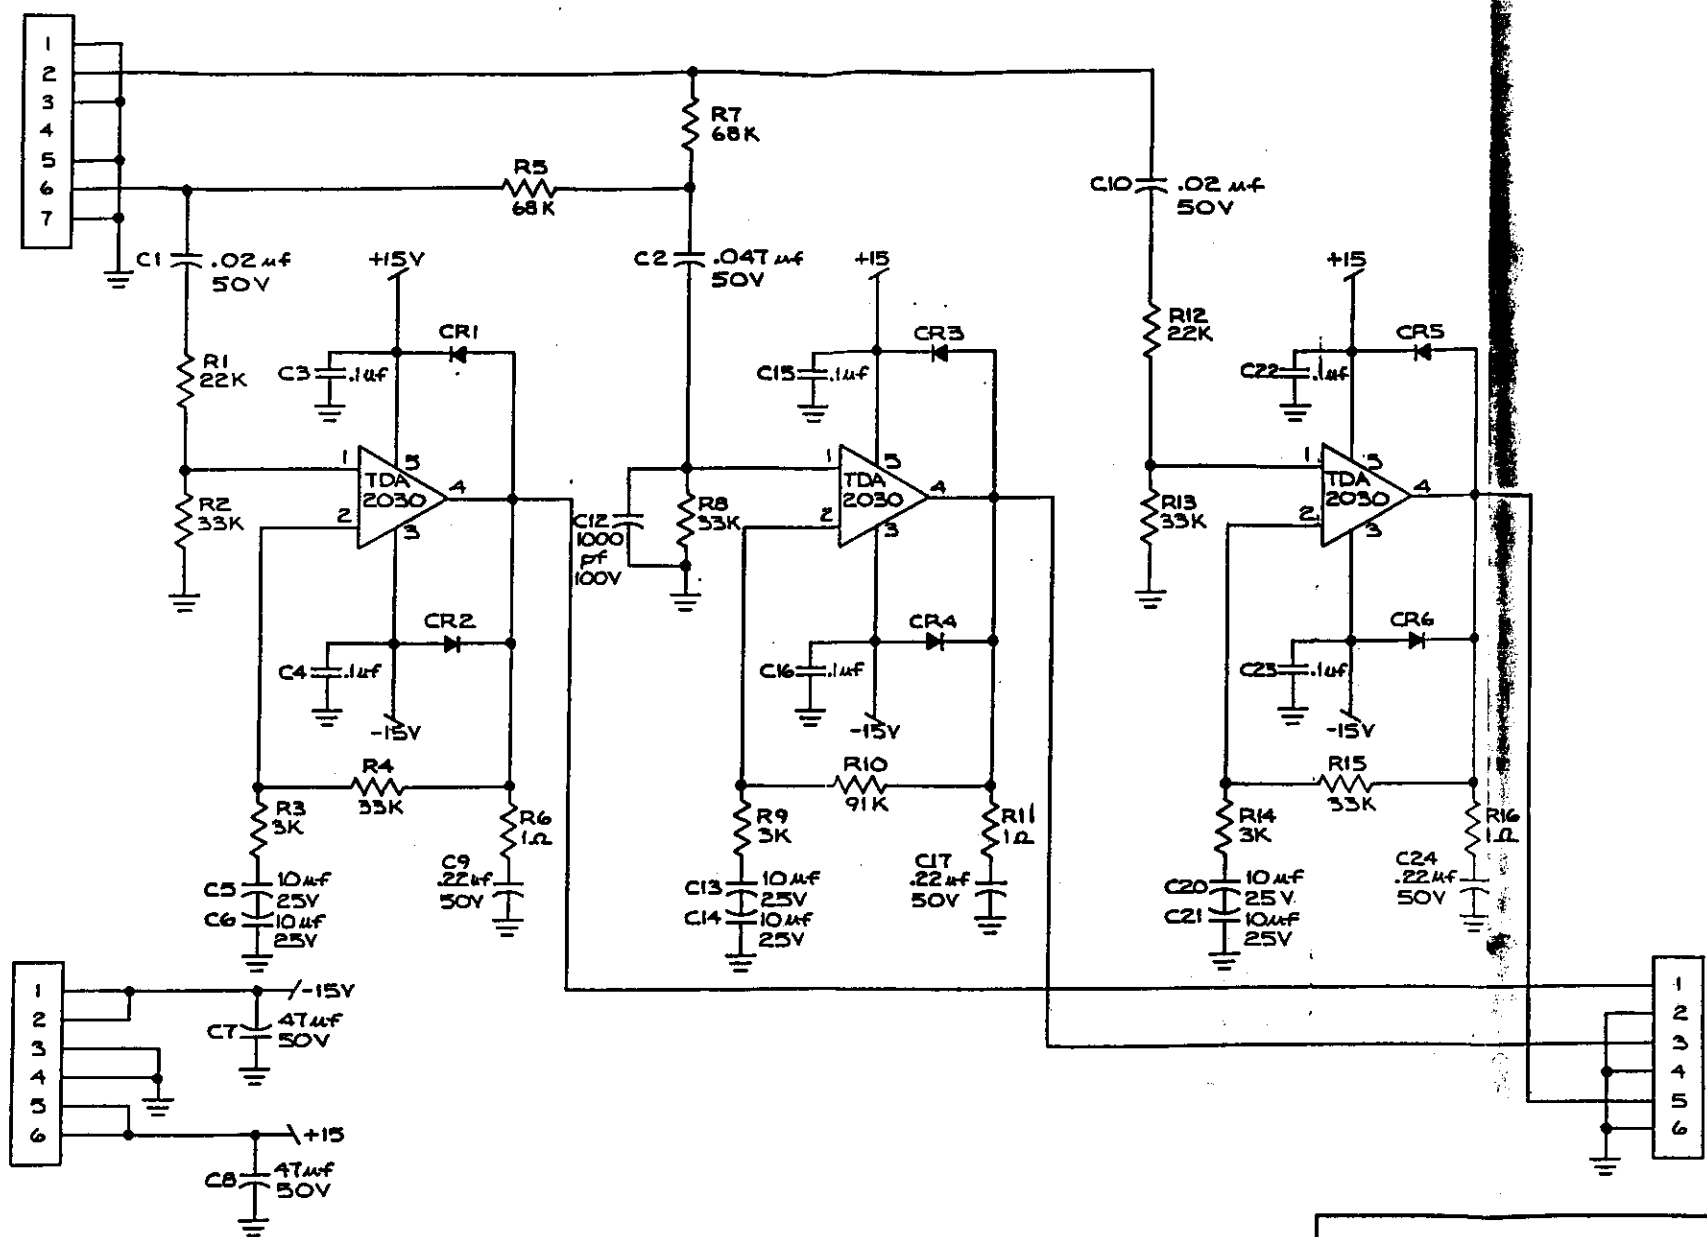 1
2
3
4
5
6
7
R7
68K
R5
68K
C10 .02 µf
50V
C1 .02 µf
50V
+15V
C2 .047 µf
50V
+15
+15
R12
22K
CR1
CR3
CR5
R1
22K
C3 .1uf
C15 .1uf
C22 .1uf
1
5
TDA
2030
4
2
3
1
5
TDA
2030
4
2
3
1
5
TDA
2030
4
2
3
R2
33K
C12
1000
Pf
100V
R8
33K
R13
33K
CR2
CR4
CR6
C4 .1uf
C16 .1uf
C23 .1uf
-15V
-15V
-15V
R4
33K
R10
91K
R15
33K
R3
3K
R6
1Ω
R9
3K
R11
1Ω
R14
3K
R16
1Ω
C5 10µf
25V
C6 10µf
25V
C9
.22µf
50V
C13 10µf
25V
C14 10µf
25V
C17
.22µf
50V
C20 10µf
25V
C21 10µf
25V
C24
.22µf
50V
1
2
3
4
5
6
-15V
C7 47µf
50V
+15
C8 47µf
50V
1
2
3
4
5
6